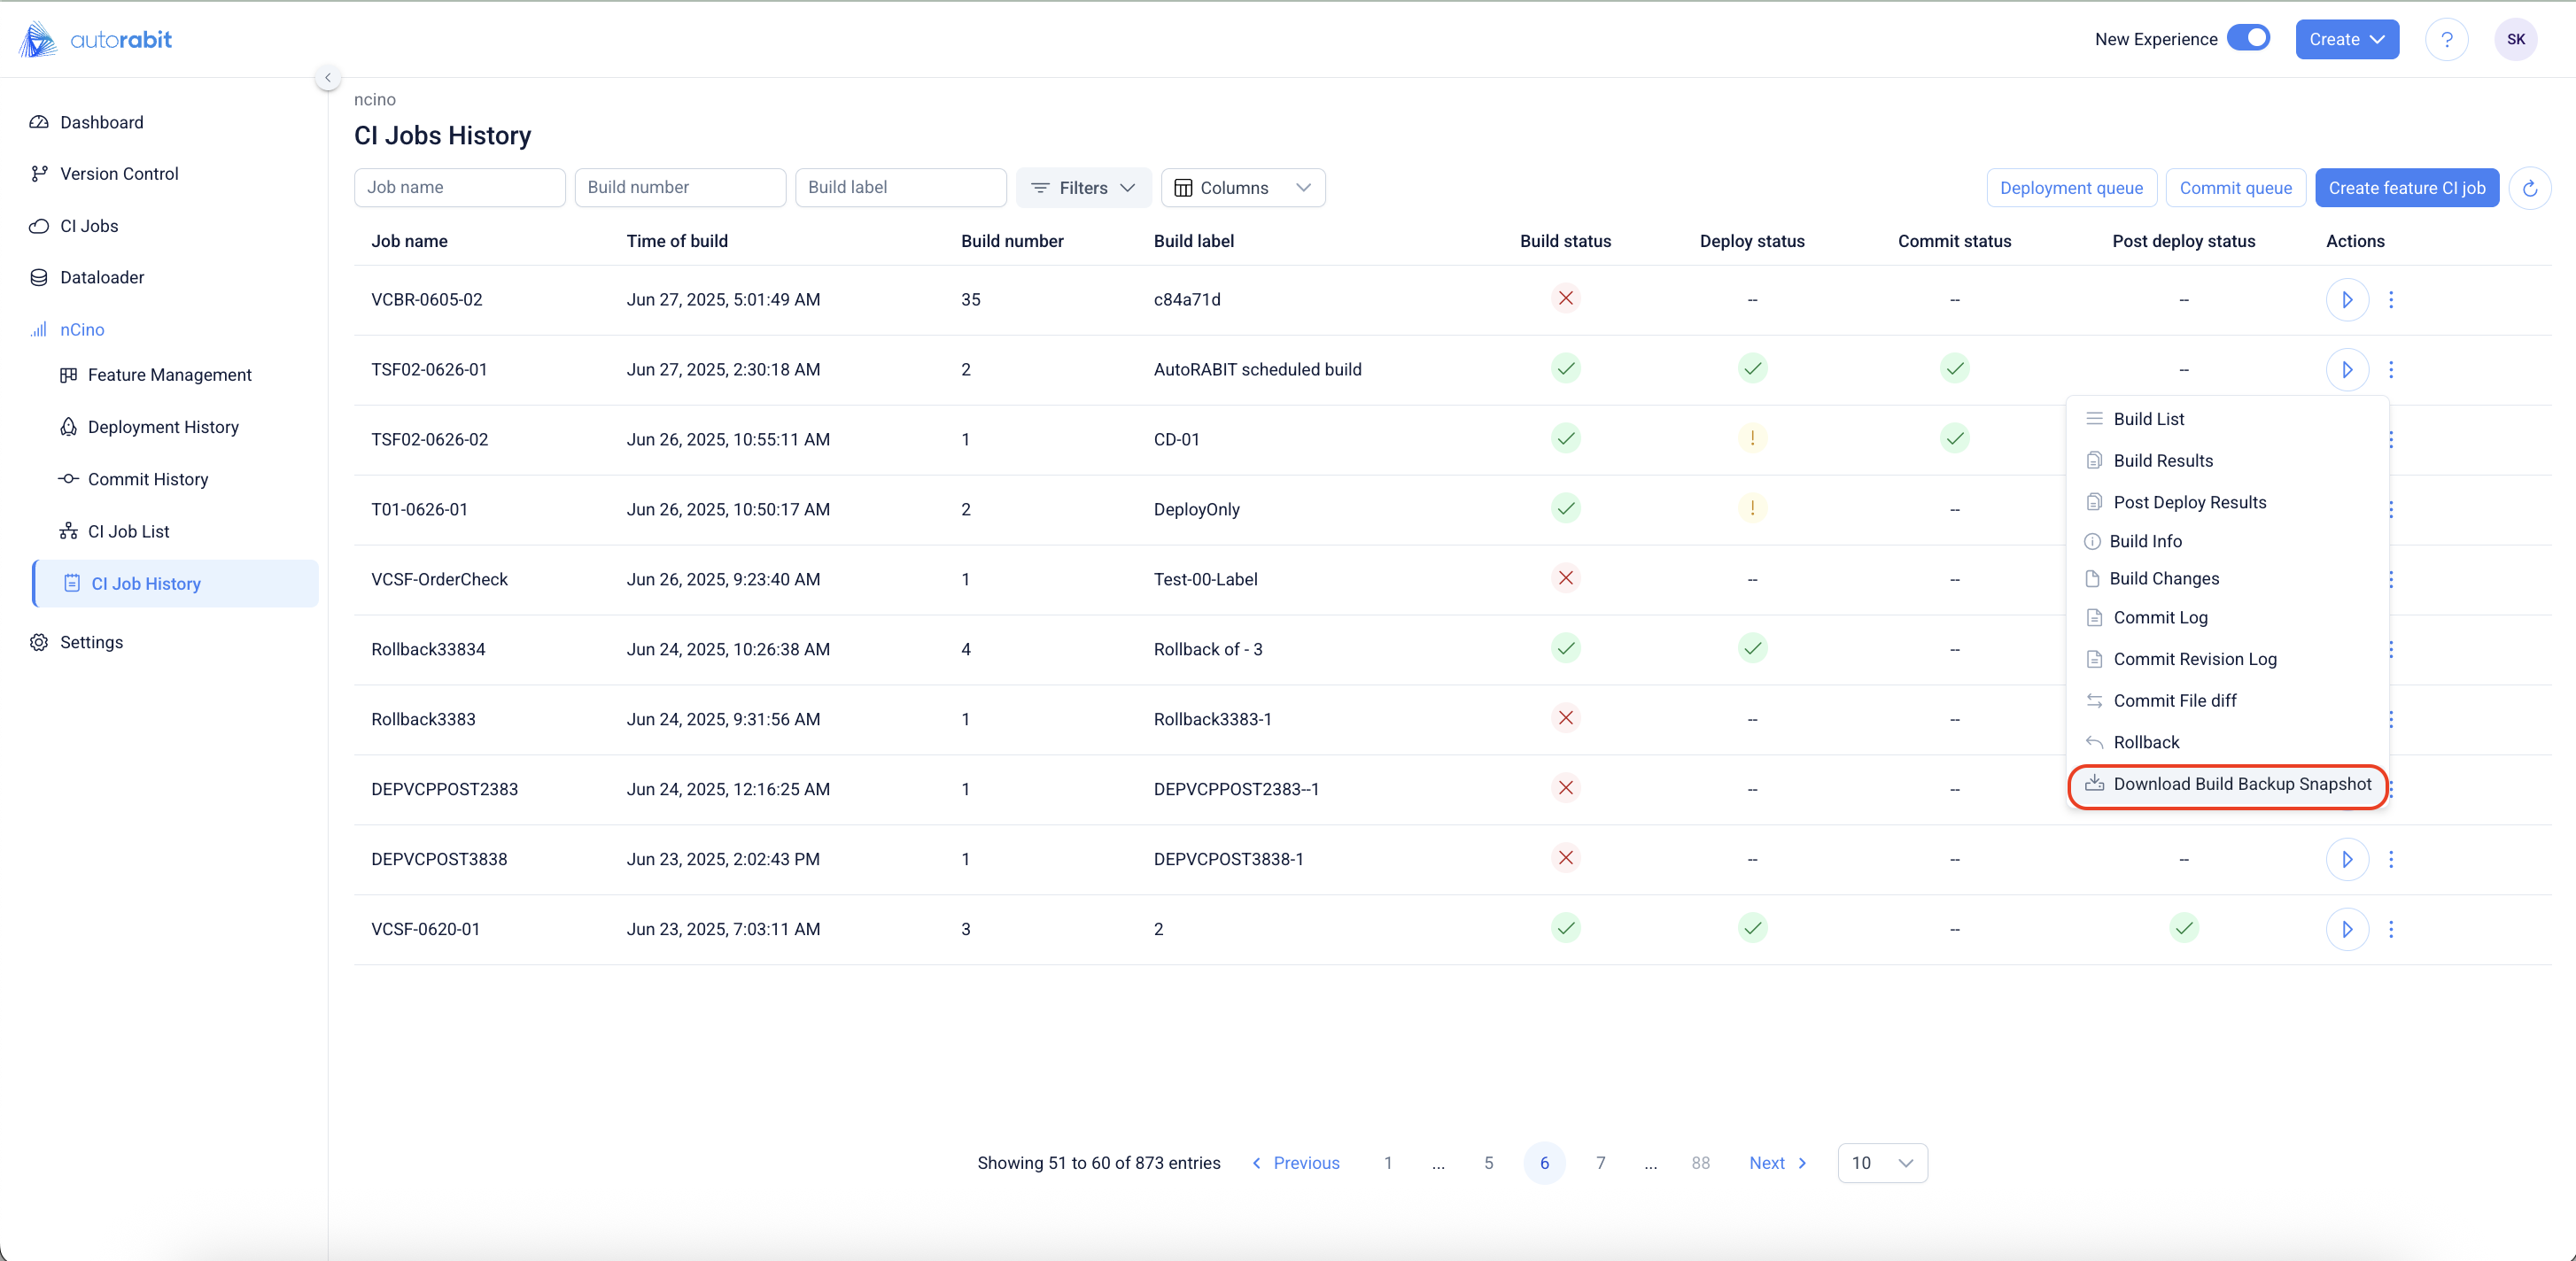 autorabit
New Experience
Create
?
SK
Dashboard
Version Control
CI Jobs
Dataloader
nCino
Feature Management
Deployment History
Commit History
CI Job List
CI Job History
Settings
ncino
CI Jobs History
Job name
Build number
Build label
Filters
Columns
Deployment queue
Commit queue
Create feature CI job
Job name Time of build Build number Build label Build status Deploy status Commit status Post deploy status Actions
VCBR-0605-02 Jun 27, 2025, 5:01:49 AM 35 c84a71d -- -- --
TSF02-0626-01 Jun 27, 2025, 2:30:18 AM 2 AutoRABIT scheduled build --
TSF02-0626-02 Jun 26, 2025, 10:55:11 AM 1 CD-01 !
T01-0626-01 Jun 26, 2025, 10:50:17 AM 2 DeployOnly ! --
VCSF-OrderCheck Jun 26, 2025, 9:23:40 AM 1 Test-00-Label -- --
Rollback33834 Jun 24, 2025, 10:26:38 AM 4 Rollback of - 3 --
Rollback3383 Jun 24, 2025, 9:31:56 AM 1 Rollback3383-1 -- --
DEPVCPPOST2383 Jun 24, 2025, 12:16:25 AM 1 DEPVCPPOST2383--1 -- --
DEPVCPOST3838 Jun 23, 2025, 2:02:43 PM 1 DEPVCPOST3838-1 -- -- --
VCSF-0620-01 Jun 23, 2025, 7:03:11 AM 3 2 --
Build List
Build Results
Post Deploy Results
Build Info
Build Changes
Commit Log
Commit Revision Log
Commit File diff
Rollback
Download Build Backup Snapshot
Showing 51 to 60 of 873 entries Previous 1 ... 5 6 7 ... 88 Next 10